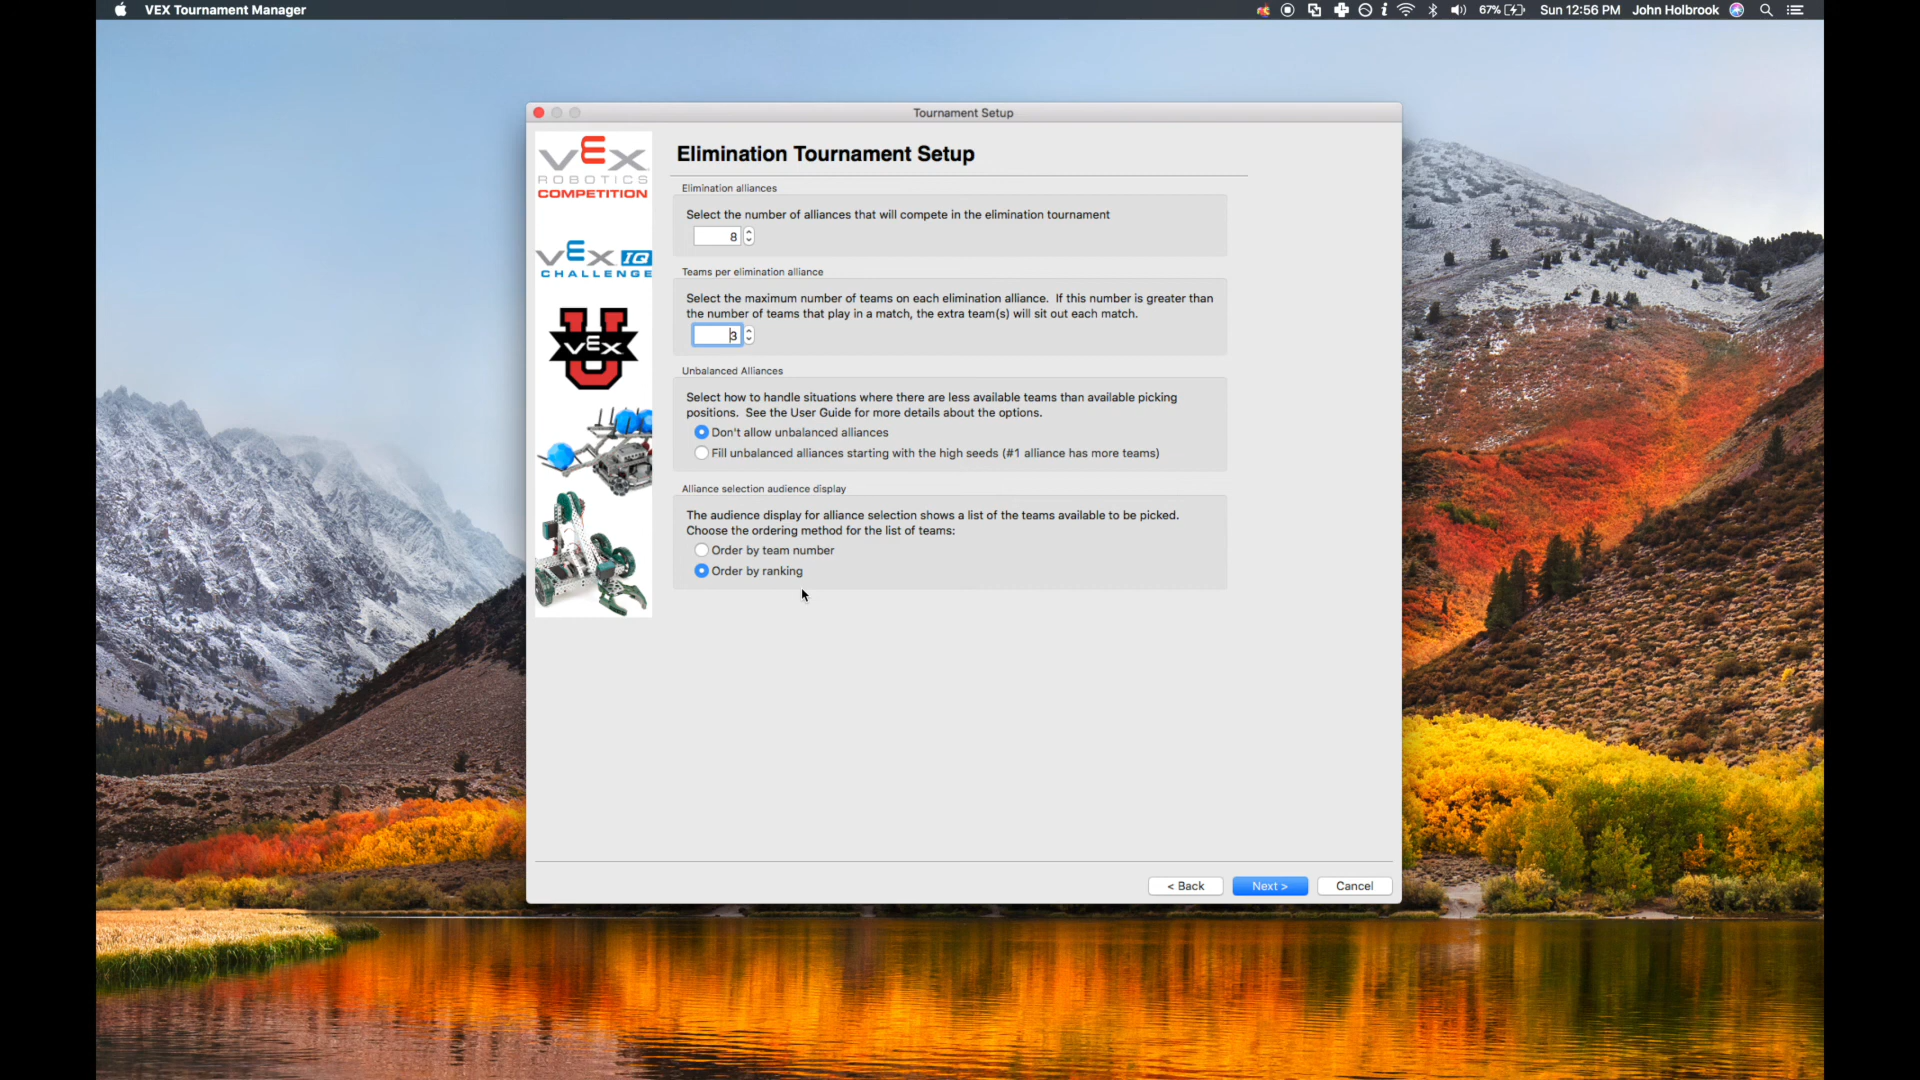 VEX Tournament Manager
67%
Sun 12:56 PM
John Holbrook
Tournament Setup
VEX
ROBOTICS
COMPETITION
VEX IQ
CHALLENGE
U
VEX
Elimination Tournament Setup
Elimination alliances
Select the number of alliances that will compete in the elimination tournament
8
Teams per elimination alliance
Select the maximum number of teams on each elimination alliance. If this number is greater than
the number of teams that play in a match, the extra team(s) will sit out each match.
3
Unbalanced Alliances
Select how to handle situations where there are less available teams than available picking
positions. See the User Guide for more details about the options.
Don't allow unbalanced alliances
Fill unbalanced alliances starting with the high seeds (#1 alliance has more teams)
Alliance selection audience display
The audience display for alliance selection shows a list of the teams available to be picked.
Choose the ordering method for the list of teams:
Order by team number
Order by ranking
< Back
Next >
Cancel